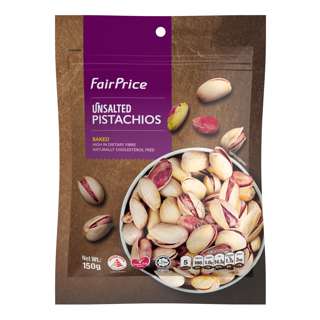 FairPrice
UNSALTED
PISTACHIOS
BAKED
HIGH IN DIETARY FIBRE
NATURALLY CHOLESTEROL FREE
Net Wt.:
150g